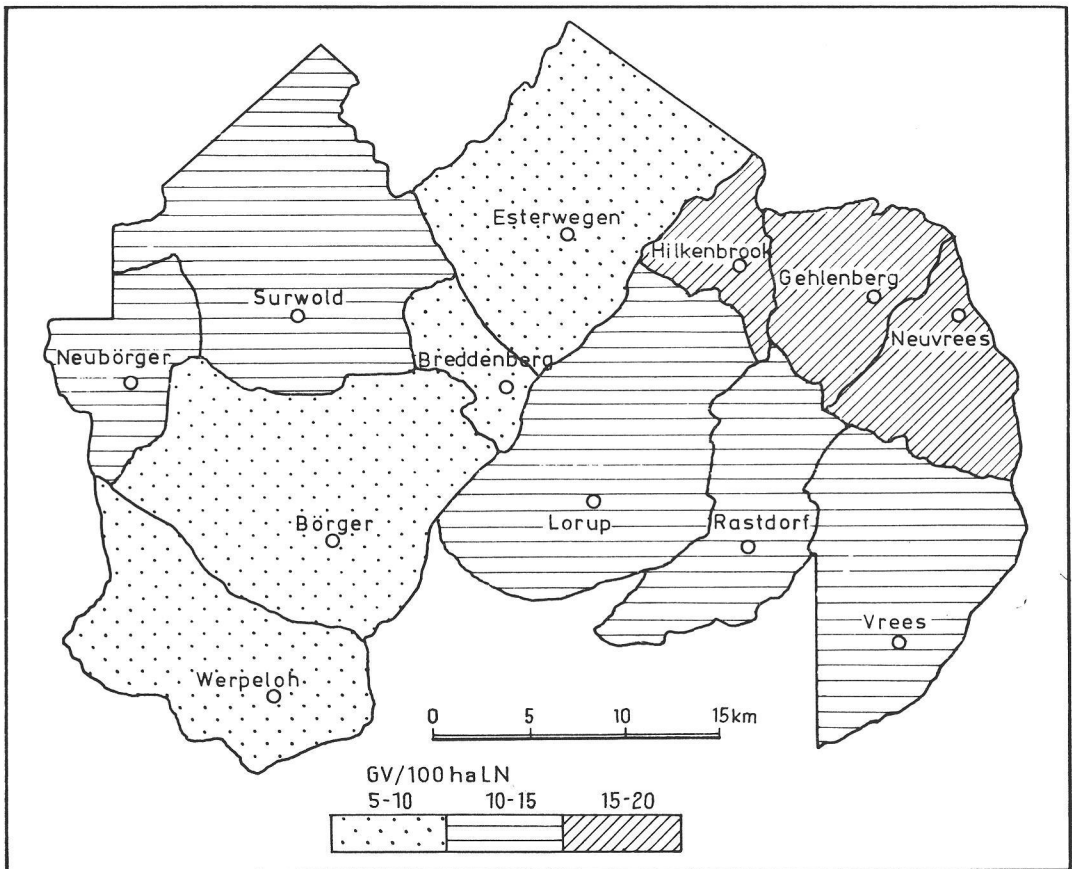 Esterwegen
Hilkenbrook
Gehlenberg
Surwold
Neuvrees
Neubörger
Breddenberg
Börger
Lorup
Rastdorf
Vrees
Werpeloh
0 5 10 15km
GV/100 ha LN
5-10 10-15 15-20